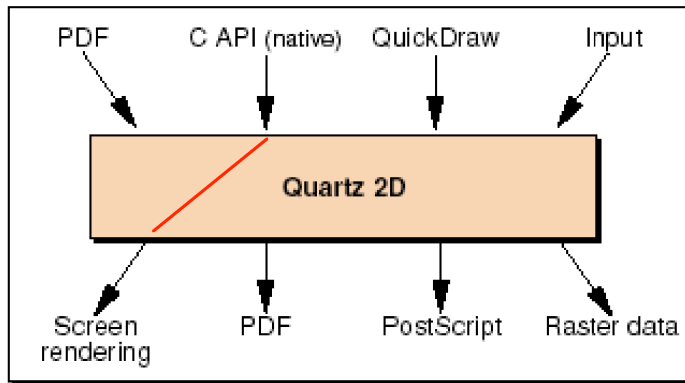 PDF
C API (native)
QuickDraw
Input
Quartz 2D
Screen
rendering
PDF
PostScript
Raster data